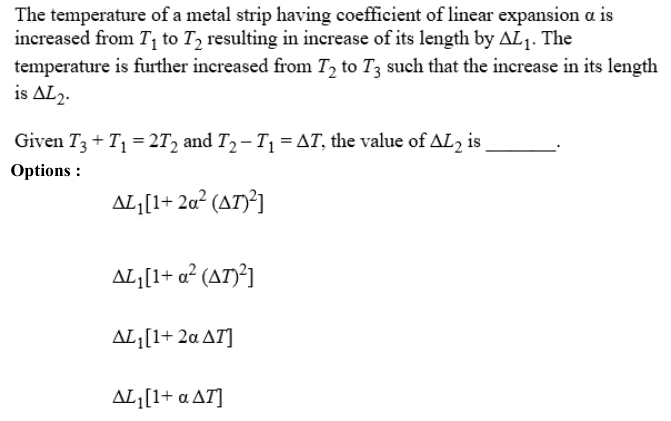 The temperature of a metal strip having coefficient of linear expansion α is
increased from T₁ to T₂ resulting in increase of its length by ΔL₁. The
temperature is further increased from T₂ to T₃ such that the increase in its length
is ΔL₂.
Given T₃ + T₁ = 2T₂ and T₂ – T₁ = ΔT, the value of ΔL₂ is ________.
Options :
ΔL₁[1+ 2α² (ΔT)²]
ΔL₁[1+ α² (ΔT)²]
ΔL₁[1+ 2α ΔT]
ΔL₁[1+ α ΔT]